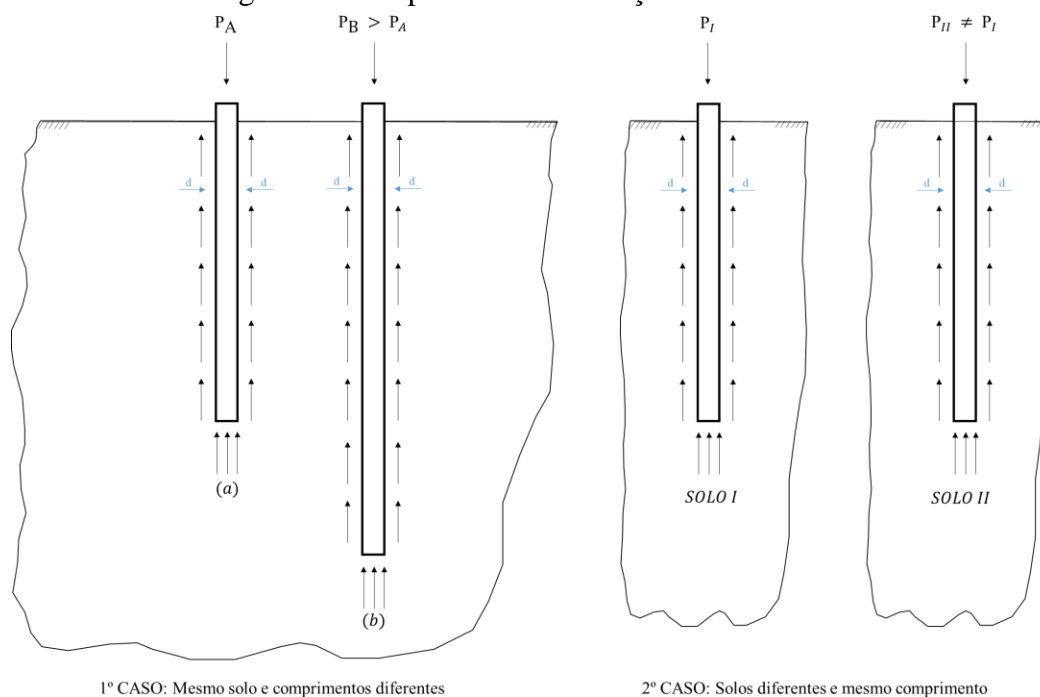 P_A P_B > P_A P_I P_II ≠ P_I
d d d d d d d d
(a) SOLO I SOLO II
(b)
1º CASO: Mesmo solo e comprimentos diferentes 2º CASO: Solos diferentes e mesmo comprimento